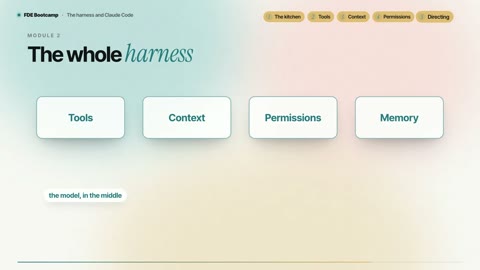 FDE Bootcamp · The harness and Claude Code
The kitchen
Tools
Context
Permissions
Directing
MODULE 2
The whole harness
Tools
Context
Permissions
Memory
the model, in the middle